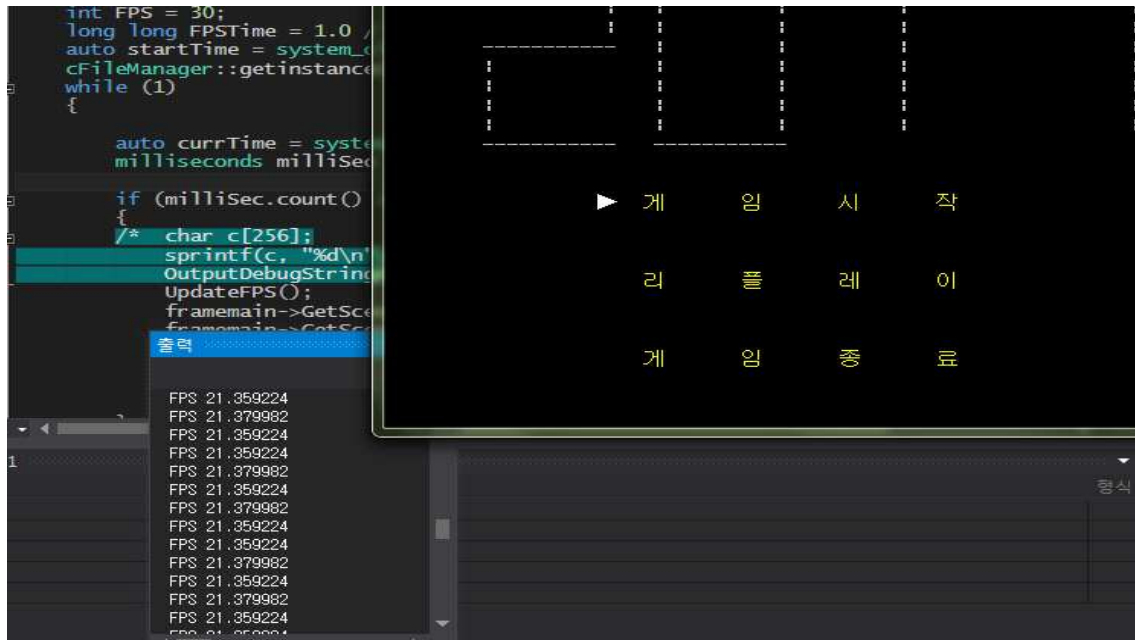 int FPS = 30;
long long FPSTime = 1.0 /
auto startTime = system_c
cFileManager::getinstance
while (1)
{
auto currTime = syste
milliseconds milliSec
if (milliSec.count()
{
/* char c[256];
sprintf(c, "%d\n"
OutputDebugString
UpdateFPS();
framemain->GetSce
framemain->GetSce
출력
FPS 21.359224
FPS 21.379982
FPS 21.359224
FPS 21.359224
FPS 21.379982
FPS 21.359224
FPS 21.379982
FPS 21.359224
FPS 21.359224
FPS 21.379982
FPS 21.359224
FPS 21.379982
FPS 21.359224
▶ 게 임 시 작
리 플 레 이
게 임 종 료
1
형식